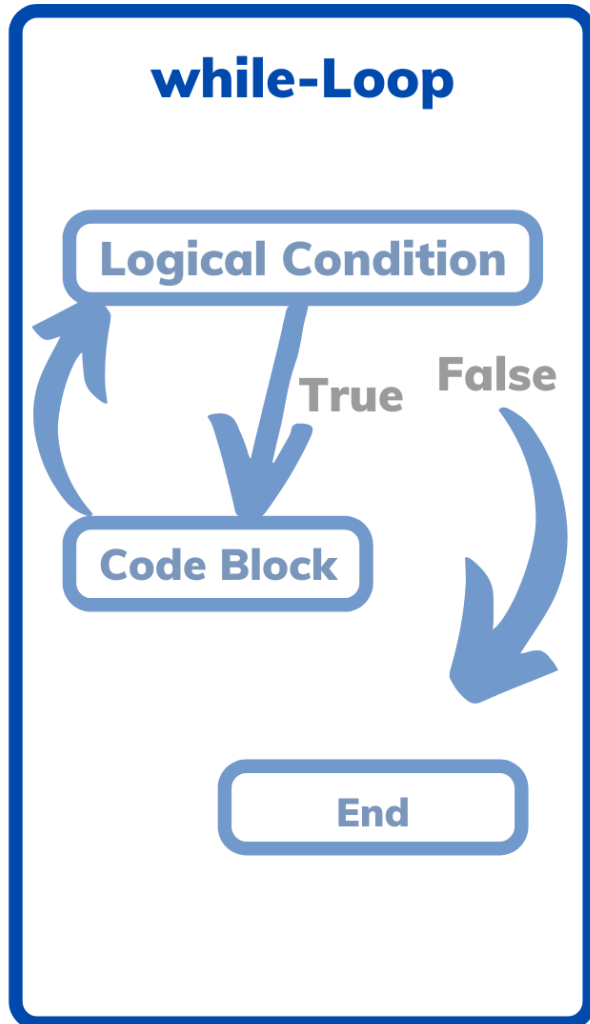 while-Loop
Logical Condition
True
False
Code Block
End